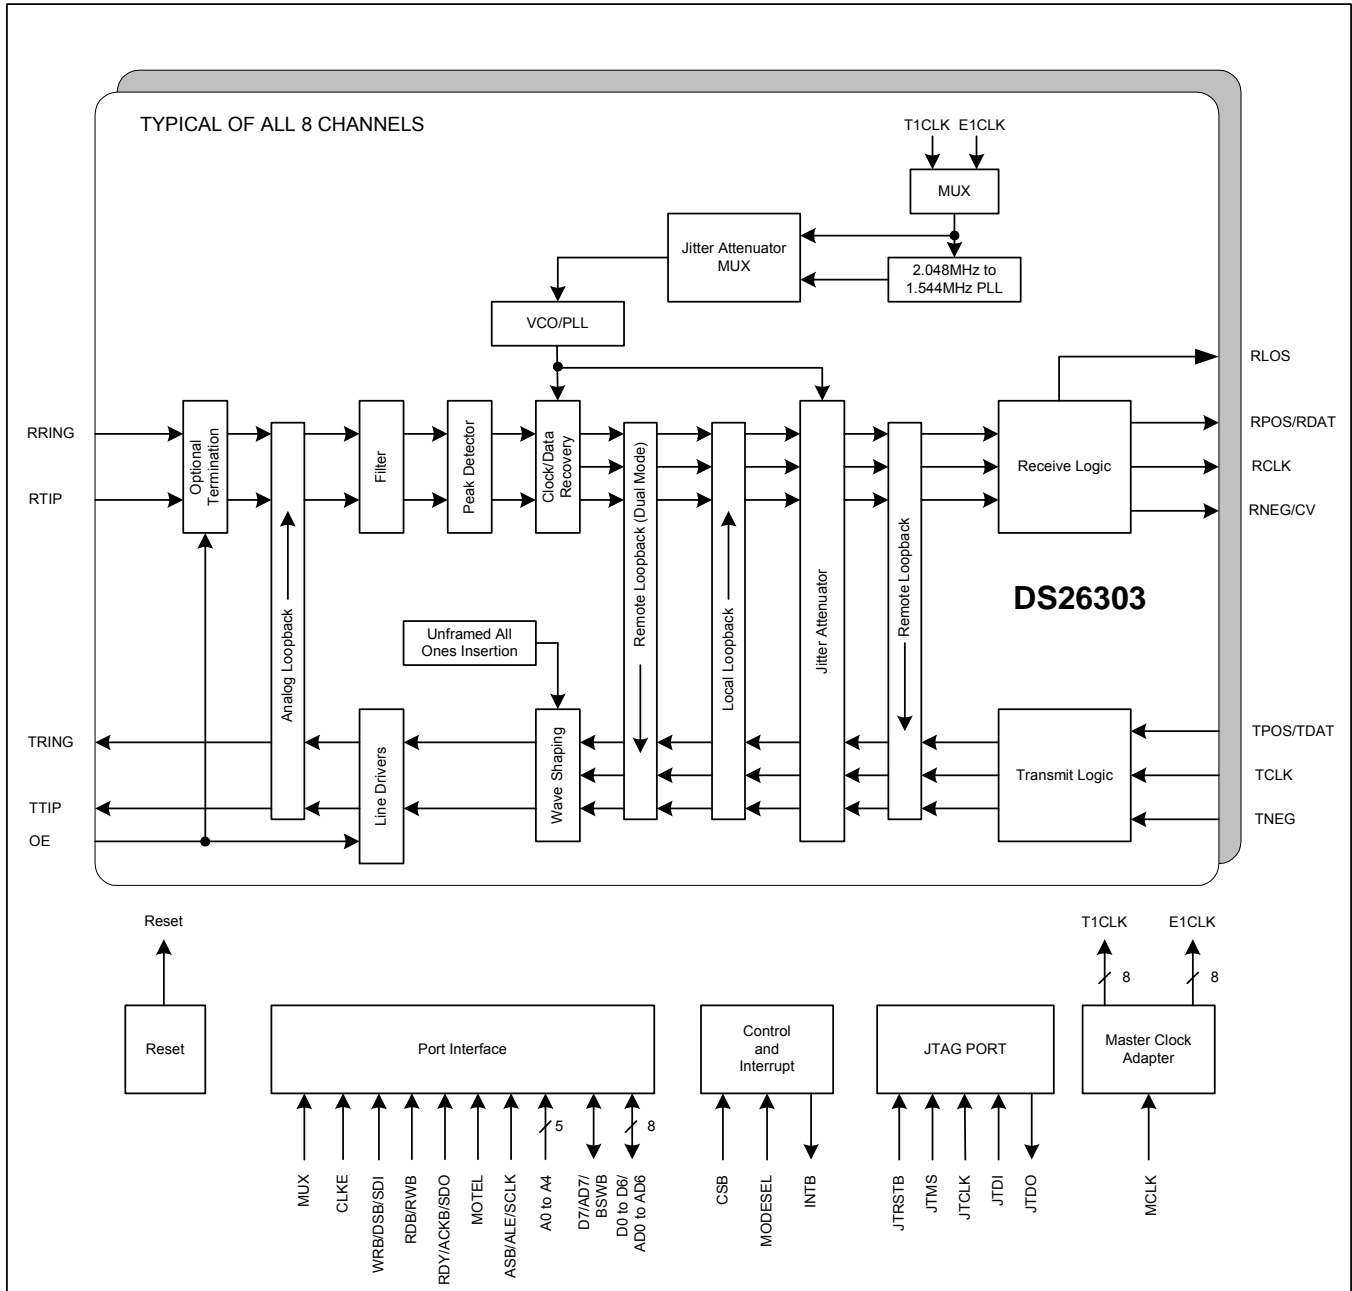 TYPICAL OF ALL 8 CHANNELS
T1CLK
E1CLK
MUX
Jitter Attenuator
MUX
2.048MHz to
1.544MHz PLL
VCO/PLL
RLOS
RRING
RTIP
Optional
Termination
Analog Loopback
Filter
Peak Detector
Clock/Data
Recovery
Remote Loopback (Dual Mode)
Local Loopback
Jitter Attenuator
Remote Loopback
Receive Logic
RPOS/RDAT
RCLK
RNEG/CV
DS26303
Unframed All
Ones Insertion
TRING
TTIP
OE
Line Drivers
Wave Shaping
Transmit Logic
TPOS/TDAT
TCLK
TNEG
Reset
T1CLK
E1CLK
8
8
Reset
Port Interface
Control
and
Interrupt
JTAG PORT
Master Clock
Adapter
5
8
MUX
CLKE
WRB/DSB/SDI
RDB/RWB
RDY/ACKB/SDO
MOTEL
ASB/ALE/SCLK
A0 to A4
D7/AD7/
BSWB
D0 to D6/
AD0 to AD6
CSB
MODESEL
INTB
JTRSTB
JTMS
JTCLK
JTDI
JTDO
MCLK